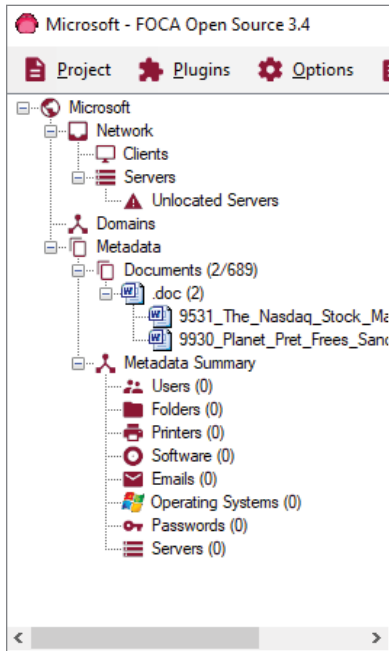 Microsoft - FOCA Open Source 3.4
Project Plugins Options
Microsoft
Network
Clients
Servers
Unlocated Servers
Domains
Metadata
Documents (2/689)
.doc (2)
9531_The_Nasdaq_Stock_Ma
9930_Planet_Pret_Frees_Sand
Metadata Summary
Users (0)
Folders (0)
Printers (0)
Software (0)
Emails (0)
Operating Systems (0)
Passwords (0)
Servers (0)